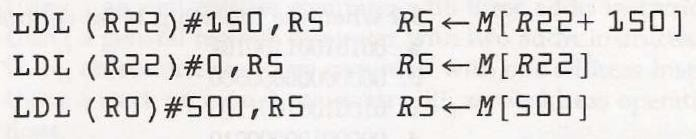 LDL (R22)#150,R5 R5←M[R22+ 150]
LDL (R22)#0,R5 R5←M[R22]
LDL (R0)#500,R5 R5←M[500]